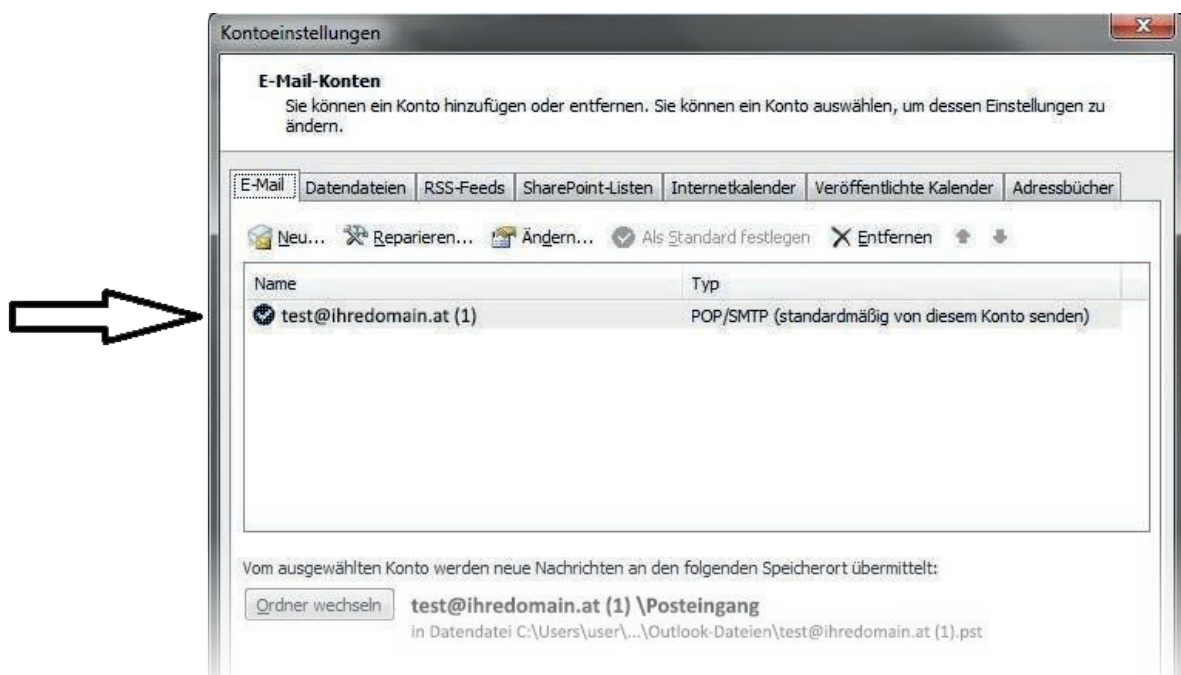 Kontoeinstellungen
E-Mail-Konten
Sie können ein Konto hinzufügen oder entfernen. Sie können ein Konto auswählen, um dessen Einstellungen zu
ändern.
E-Mail Datendateien RSS-Feeds SharePoint-Listen Internetkalender Veröffentlichte Kalender Adressbücher
Neu... Reparieren... Ändern... Als Standard festlegen Entfernen
Name Typ
test@ihredomain.at (1) POP/SMTP (standardmäßig von diesem Konto senden)
Vom ausgewählten Konto werden neue Nachrichten an den folgenden Speicherort übermittelt:
Ordner wechseln test@ihredomain.at (1) \Posteingang
in Datendatei C:\Users\user\...\Outlook-Dateien\test@ihredomain.at (1).pst